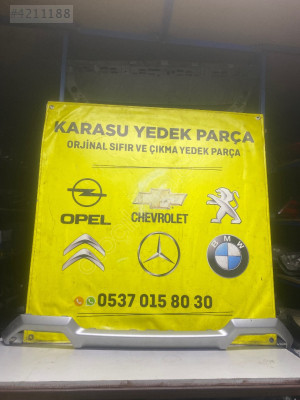 #4211188
KARASU YEDEK PARÇA
ORJİNAL SIFIR VE ÇIKMA YEDEK PARÇA
OPEL
CHEVROLET
BMW
0537 015 80 30